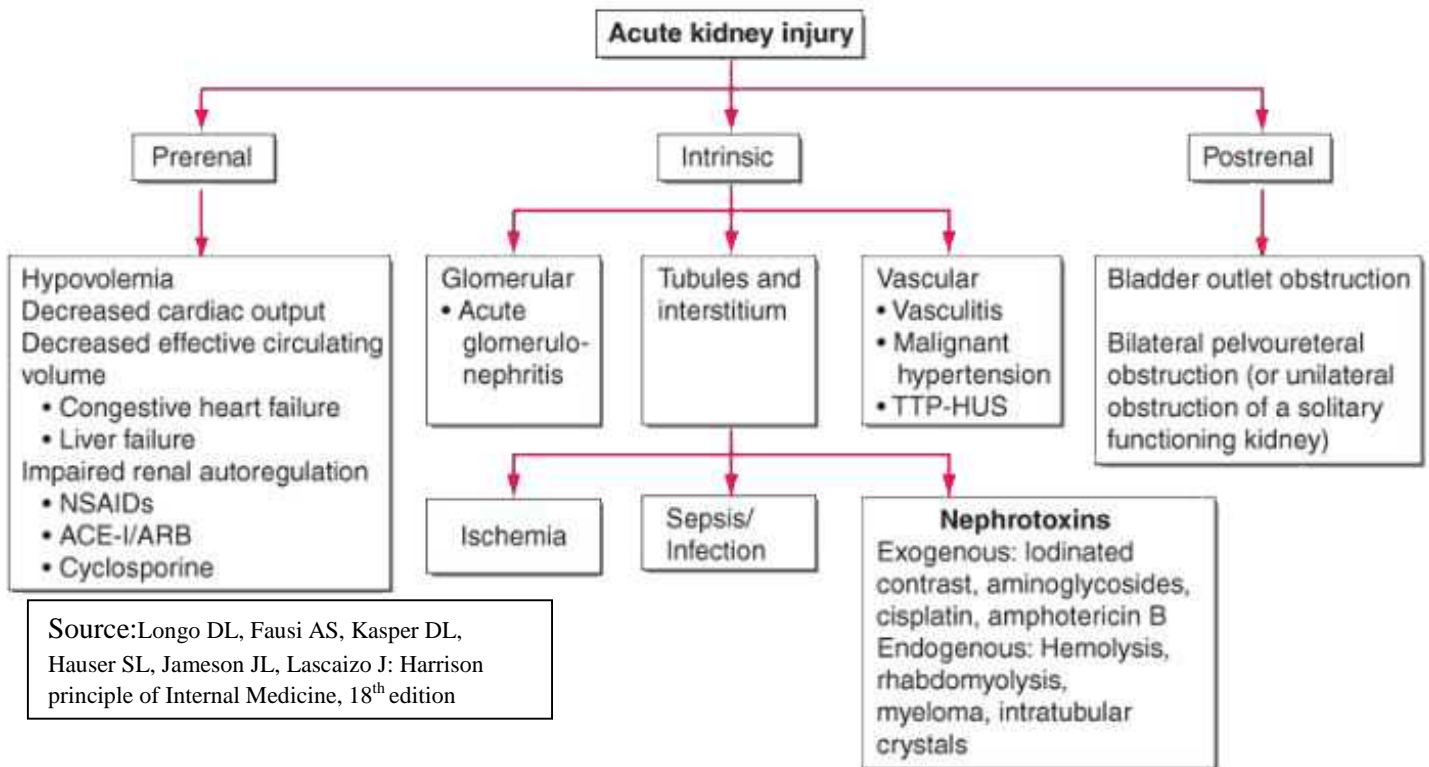 Acute kidney injury
Prerenal
Intrinsic
Postrenal
Hypovolemia
Decreased cardiac output
Decreased effective circulating
volume
• Congestive heart failure
• Liver failure
Impaired renal autoregulation
• NSAIDs
• ACE-I/ARB
• Cyclosporine
Glomerular
• Acute
glomerulo-
nephritis
Tubules and
interstitium
Vascular
• Vasculitis
• Malignant
hypertension
• TTP-HUS
Bladder outlet obstruction
Bilateral pelvoureteral
obstruction (or unilateral
obstruction of a solitary
functioning kidney)
Ischemia
Sepsis/
Infection
Nephrotoxins
Exogenous: Iodinated
contrast, aminoglycosides,
cisplatin, amphotericin B
Endogenous: Hemolysis,
rhabdomyolysis,
myeloma, intratubular
crystals
Source:Longo DL, Fausi AS, Kasper DL,
Hauser SL, Jameson JL, Lascaizo J: Harrison
principle of Internal Medicine, 18th edition